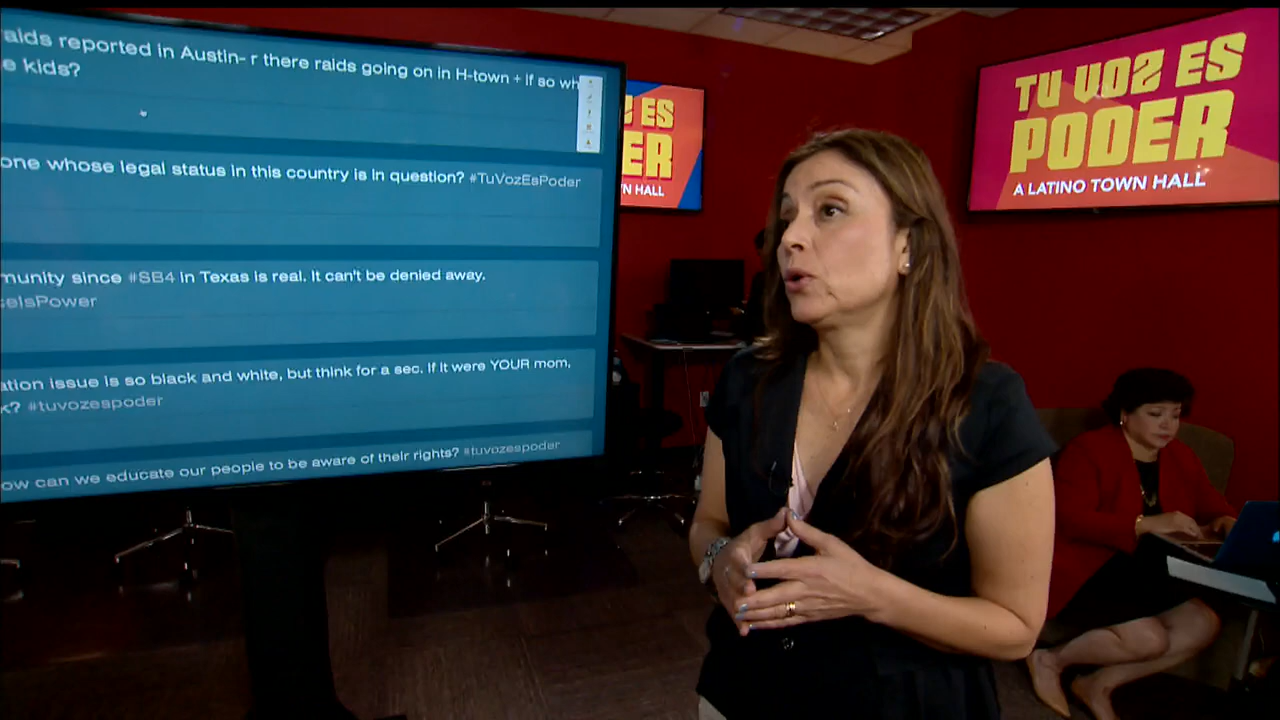 aids reported in Austin- r there raids going on in H-town + if so wh
e kids?
one whose legal status in this country is in question? #TuVozEsPoder
munity since #SB4 in Texas is real. It can't be denied away.
eIsPower
ation issue is so black and white, but think for a sec. If it were YOUR mom,
k? #tuvozespoder
ow can we educate our people to be aware of their rights? #tuvozespoder
Z ES
ER
N HALL
TU VOZ ES
PODER
A LATINO TOWN HALL